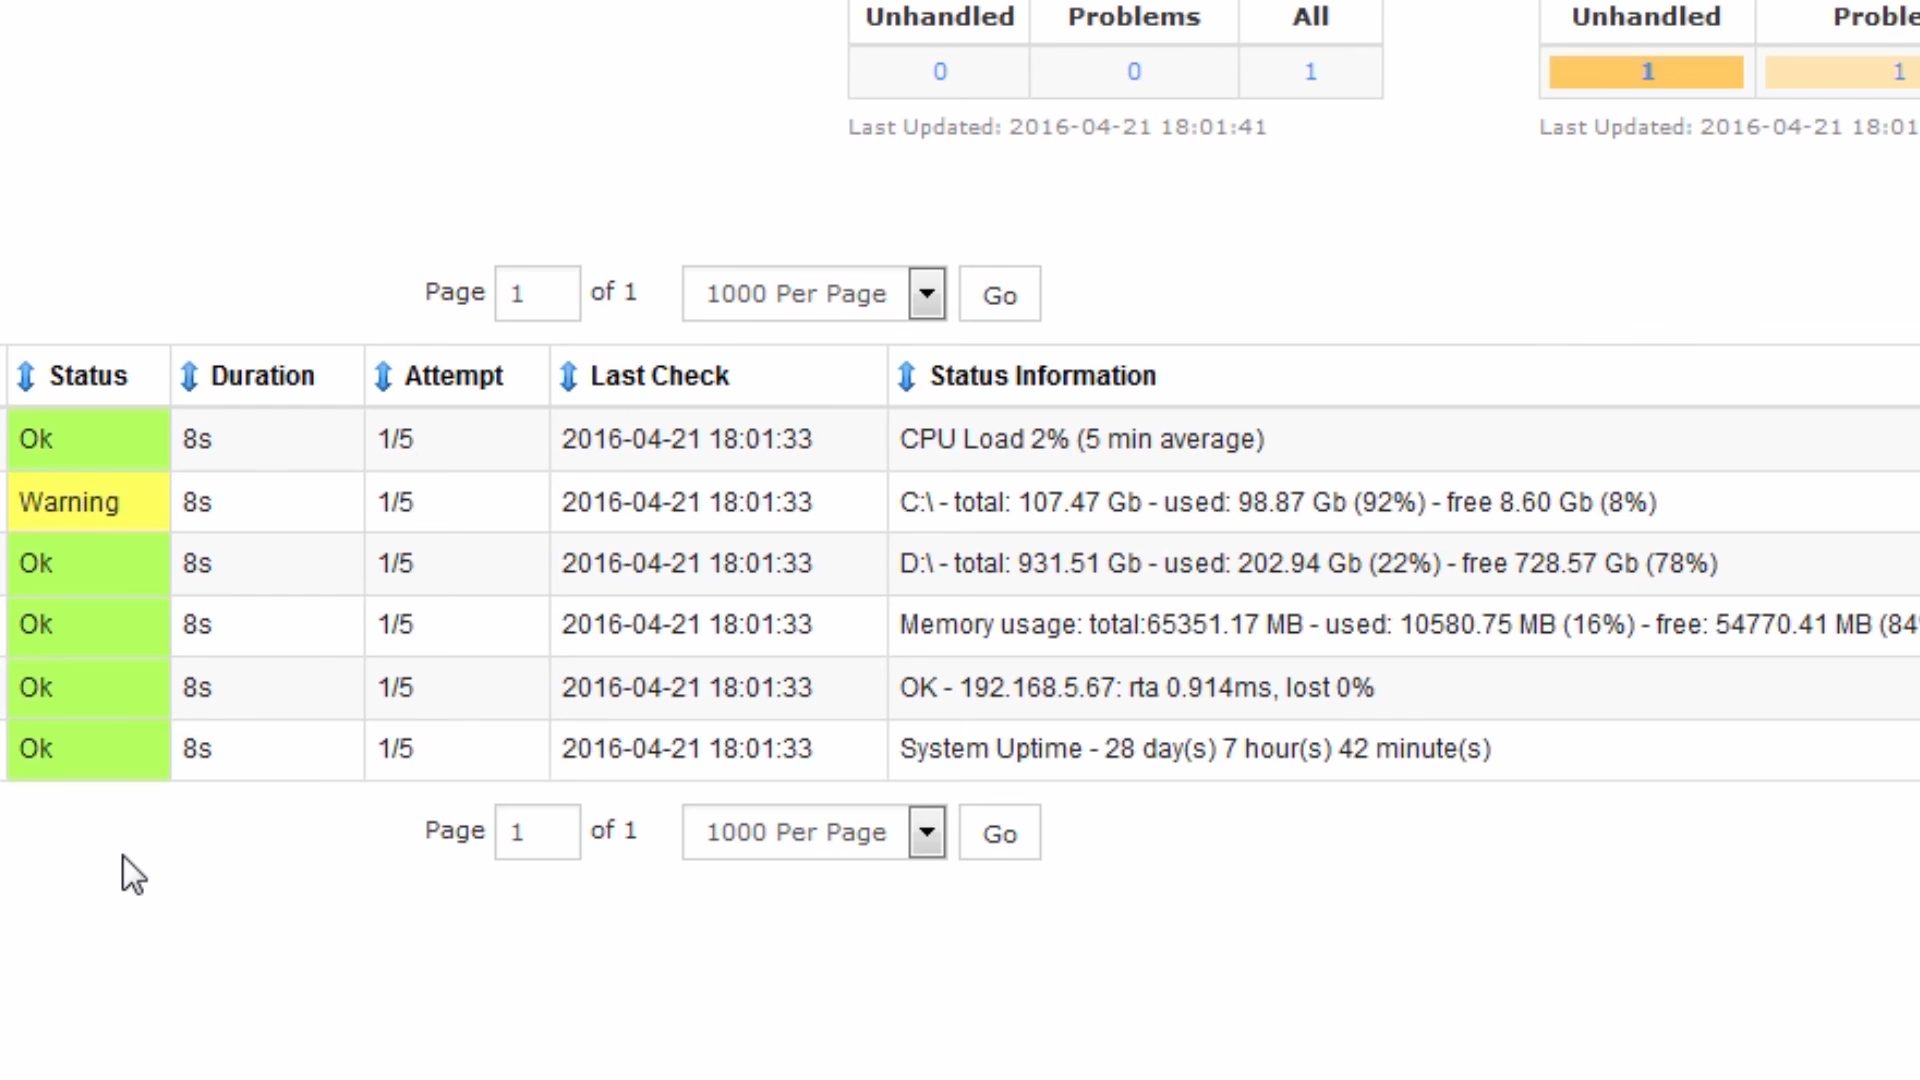 Unhandled Problems All Unhandled
0 0 1 1 1
Last Updated: 2016-04-21 18:01:41 Last Updated: 2016-04-21 18:01
Page 1 of 1 1000 Per Page Go
Status Duration Attempt Last Check Status Information
Ok 8s 1/5 2016-04-21 18:01:33 CPU Load 2% (5 min average)
Warning 8s 1/5 2016-04-21 18:01:33 C:\ - total: 107.47 Gb - used: 98.87 Gb (92%) - free 8.60 Gb (8%)
Ok 8s 1/5 2016-04-21 18:01:33 D:\ - total: 931.51 Gb - used: 202.94 Gb (22%) - free 728.57 Gb (78%)
Ok 8s 1/5 2016-04-21 18:01:33 Memory usage: total:65351.17 MB - used: 10580.75 MB (16%) - free: 54770.41 MB (84
Ok 8s 1/5 2016-04-21 18:01:33 OK - 192.168.5.67: rta 0.914ms, lost 0%
Ok 8s 1/5 2016-04-21 18:01:33 System Uptime - 28 day(s) 7 hour(s) 42 minute(s)
Page 1 of 1 1000 Per Page Go